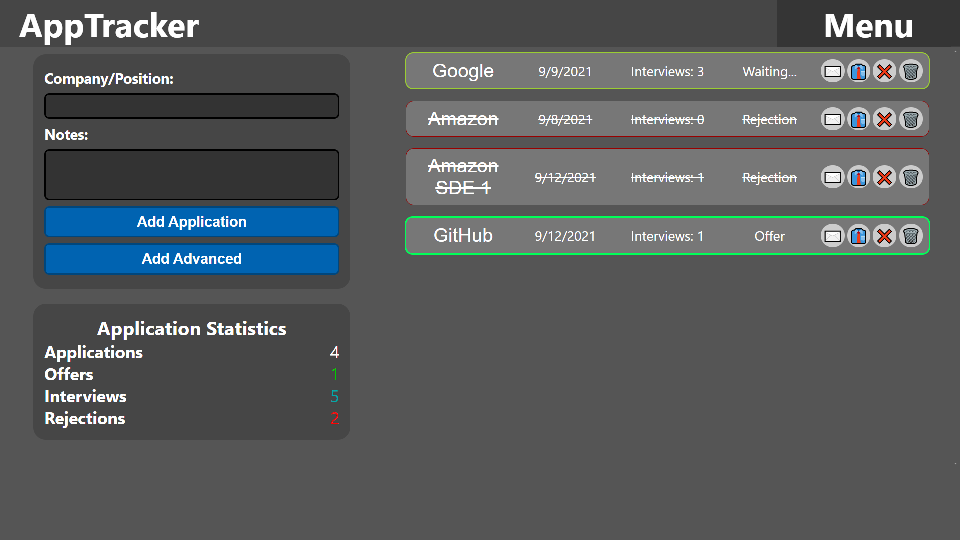 AppTracker
Menu
Company/Position:
Notes:
Add Application
Add Advanced
Application Statistics
Applications 4
Offers 1
Interviews 5
Rejections 2
Google 9/9/2021 Interviews: 3 Waiting...
Amazon 9/8/2021 Interviews: 0 Rejection
Amazon
SDE 1 9/12/2021 Interviews: 1 Rejection
GitHub 9/12/2021 Interviews: 1 Offer